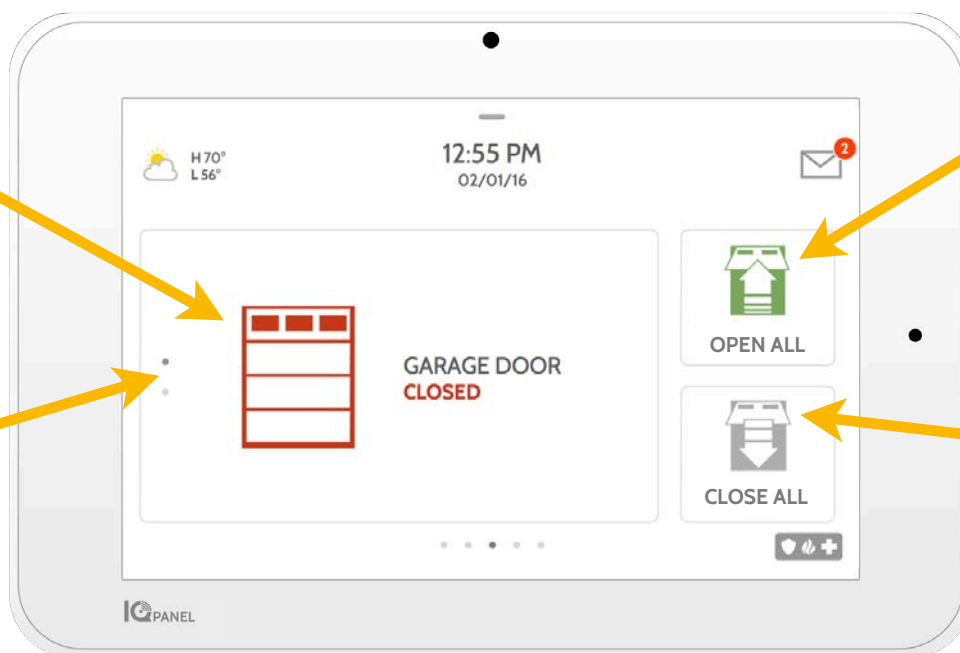 12:55 PM
02/01/16
H 70°
L 56°
2
GARAGE DOOR
CLOSED
OPEN ALL
CLOSE ALL
IQ PANEL